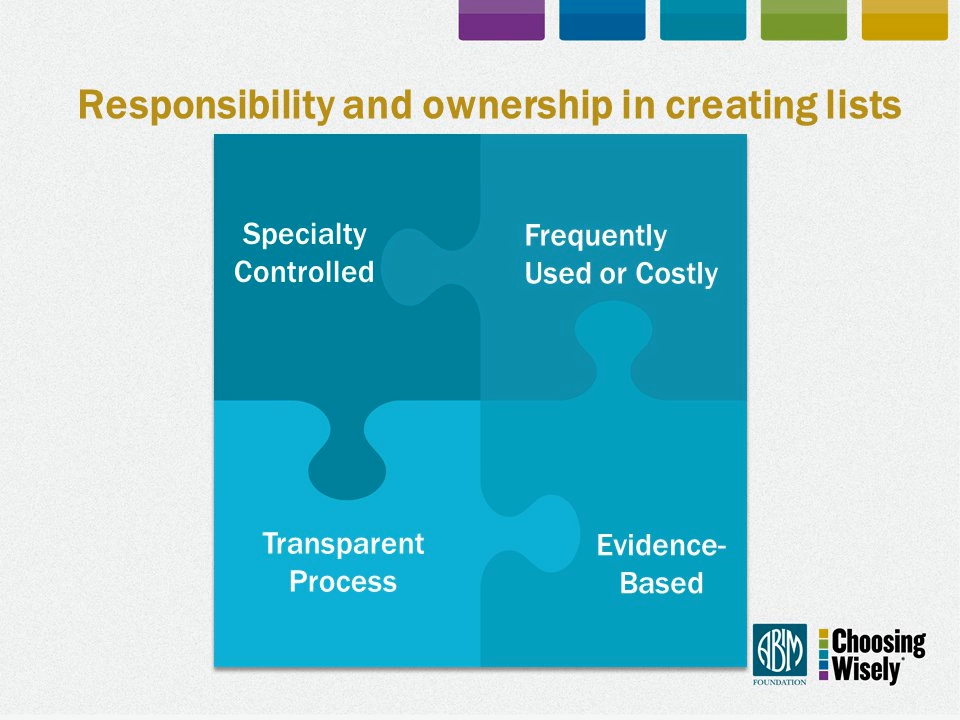 Responsibility and ownership in creating lists
Specialty
Controlled
Frequently
Used or Costly
Transparent
Process
Evidence-
Based
ABIM
FOUNDATION
Choosing
Wisely®